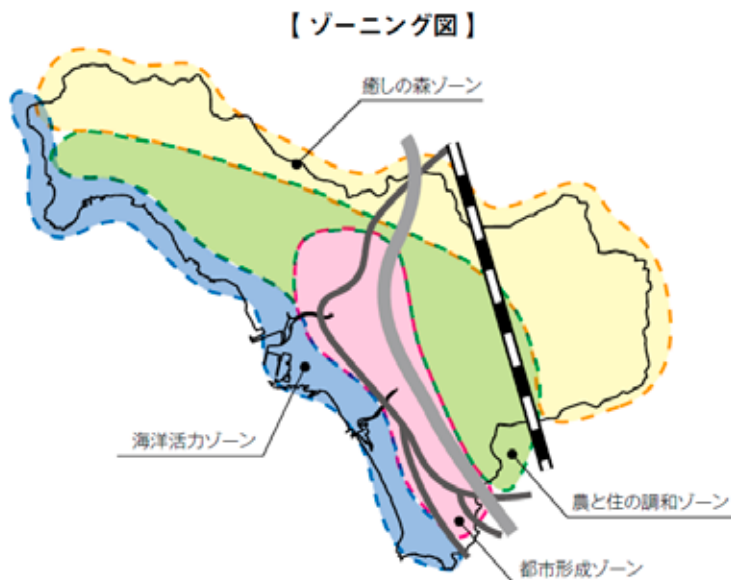 【 ゾーニング図 】
癒しの森ゾーン
海洋活力ゾーン
農と住の調和ゾーン
都市形成ゾーン